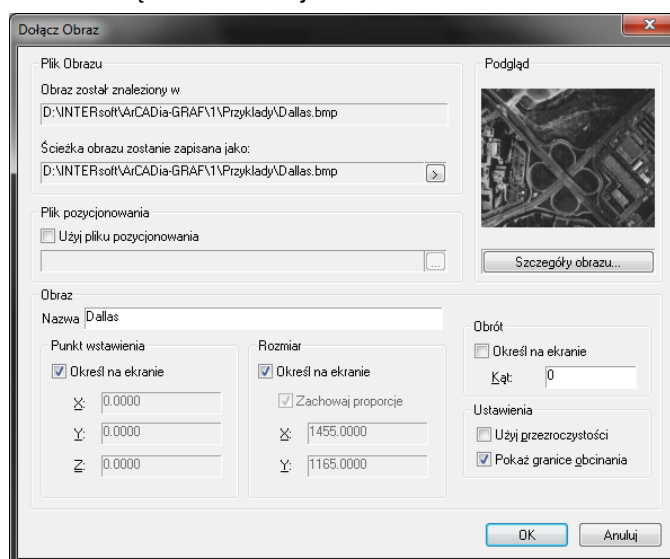 Dołącz Obraz
Plik Obrazu
Obraz został znaleziony w
D:\INTERsoft\ArCADia-GRAF\1\Przyklady\Dallas.bmp
Ścieżka obrazu zostanie zapisana jako:
D:\INTERsoft\ArCADia-GRAF\1\Przyklady\Dallas.bmp
>
Plik pozycjonowania
Użyj pliku pozycjonowania
...
Podgląd
Szczegóły obrazu...
Obraz
Nazwa Dallas
Punkt wstawienia
Określ na ekranie
X: 0.0000
Y: 0.0000
Z: 0.0000
Rozmiar
Określ na ekranie
Zachowaj proporcje
X: 1455.0000
Y: 1165.0000
Obrót
Określ na ekranie
Kąt: 0
Ustawienia
Użyj przezroczystości
Pokaż granice obcinania
OK
Anuluj